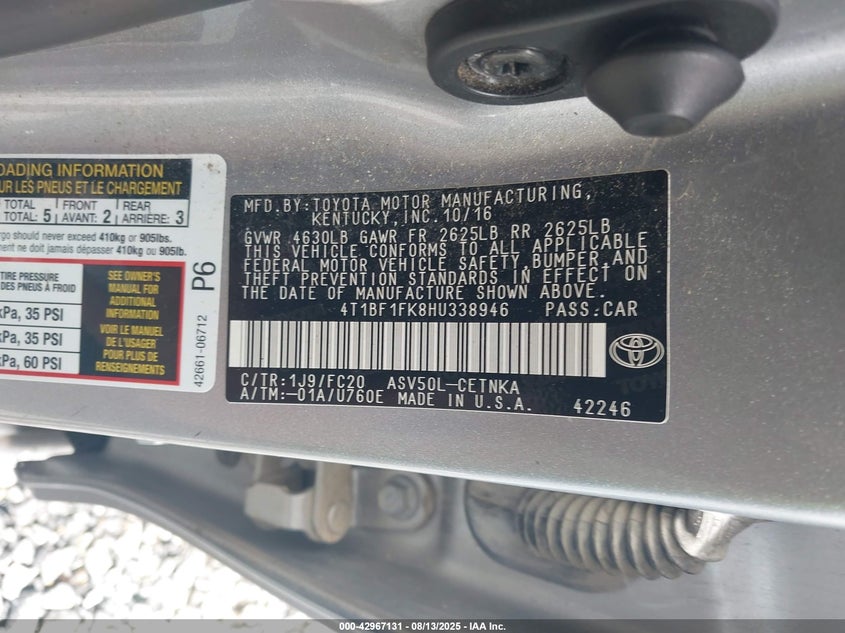 OADING INFORMATION
UR LES PNEUS ET LE CHARGEMENT
TOTAL FRONT REAR
TOTAL: 5 AVANT: 2 ARRIÈRE: 3
rgo should never exceed 410kg or 905lbs.
ment ne doit jamais dépasser 410kg ou 905lb.
TIRE PRESSURE
DES PNEUS À FROID
kPa, 35 PSI
kPa, 35 PSI
kPa, 60 PSI
SEE OWNER'S
MANUAL FOR
ADDITIONAL
INFORMATION
VOIR LE MANUEL
DE L'USAGER
POUR PLUS DE
RENSEIGNEMENTS
P6
42661-06712
MFD. BY: TOYOTA MOTOR MANUFACTURING,
KENTUCKY, INC. 10/16
GVWR 4630LB GAWR FR 2625LB RR 2625LB
THIS VEHICLE CONFORMS TO ALL APPLICABLE
FEDERAL MOTOR VEHICLE SAFETY, BUMPER, AND
THEFT PREVENTION STANDARDS IN EFFECT ON
THE DATE OF MANUFACTURE SHOWN ABOVE.
4T1BF1FK8HU338946 PASS. CAR
C/TR: 1J9/FC20 ASV50L-CETNKA
A/TM: -01A/U760E MADE IN U.S.A.
42246
000-42967131 - 08/13/2025 - IAA Inc.